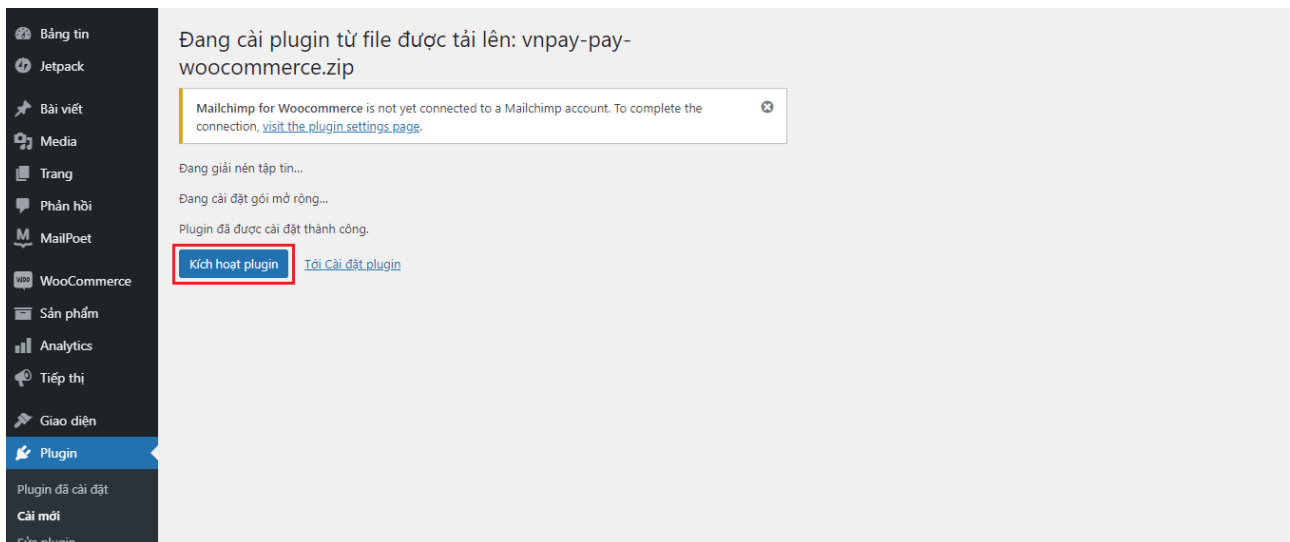 Bảng tin
Jetpack
Bài viết
Media
Trang
Phản hồi
MailPoet
WooCommerce
Sản phẩm
Analytics
Tiếp thị
Giao diện
Plugin
Plugin đã cài đặt
Cài mới
Sửa plugin
Đang cài plugin từ file được tải lên: vnpay-pay-
woocommerce.zip
Mailchimp for Woocommerce is not yet connected to a Mailchimp account. To complete the
connection, visit the plugin settings page.
Đang giải nén tập tin...
Đang cài đặt gói mở rộng...
Plugin đã được cài đặt thành công.
Kích hoạt plugin
Tới Cài đặt plugin